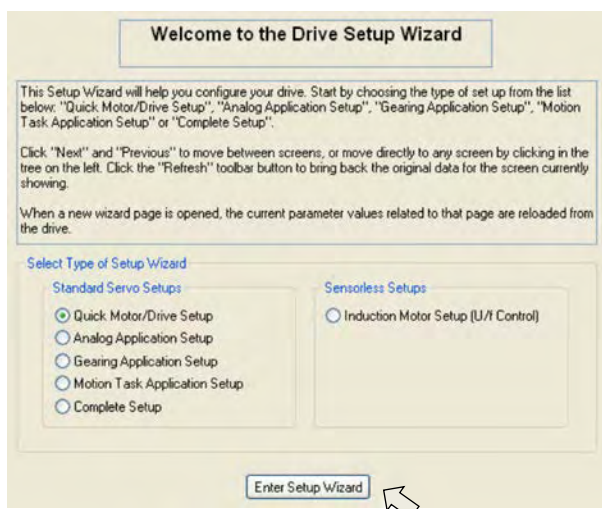 Welcome to the Drive Setup Wizard
This Setup Wizard will help you configure your drive. Start by choosing the type of set up from the list
below: "Quick Motor/Drive Setup", "Analog Application Setup", "Gearing Application Setup", "Motion
Task Application Setup" or "Complete Setup".
Click "Next" and "Previous" to move between screens, or move directly to any screen by clicking in the
tree on the left. Click the "Refresh" toolbar button to bring back the original data for the screen currently
showing.
When a new wizard page is opened, the current parameter values related to that page are reloaded from
the drive.
Select Type of Setup Wizard
Standard Servo Setups
Quick Motor/Drive Setup
Analog Application Setup
Gearing Application Setup
Motion Task Application Setup
Complete Setup
Sensorless Setups
Induction Motor Setup (U/f Control)
Enter Setup Wizard